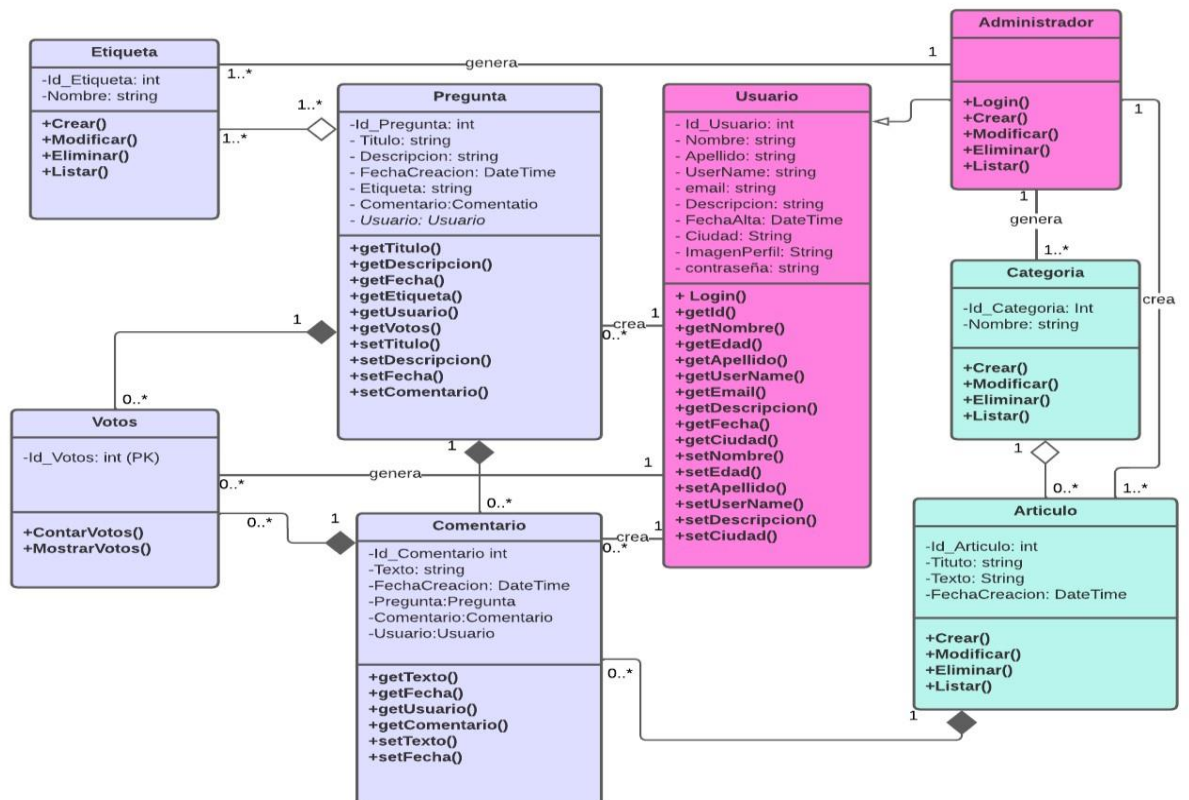 Etiqueta
-Id_Etiqueta: int
-Nombre: string
+Crear()
+Modificar()
+Eliminar()
+Listar()
1..*
genera
1
1..*
1..*
Pregunta
-Id_Pregunta: int
- Titulo: string
- Descripcion: string
- FechaCreacion: DateTime
- Etiqueta: string
- Comentario:Comentatio
- Usuario: Usuario
+getTitulo()
+getDescripcion()
+getFecha()
+getEtiqueta()
+getUsuario()
+getVotos()
+setTitulo()
+setDescripcion()
+setFecha()
+setComentario()
Usuario
- Id_Usuario: int
- Nombre: string
- Apellido: string
- UserName: string
- email: string
- Descripcion: string
- FechaAlta: DateTime
- Ciudad: String
- ImagenPerfil: String
- contraseña: string
+ Login()
+getId()
+getNombre()
+getEdad()
+getApellido()
+getUserName()
+getEmail()
+getDescripcion()
+getFecha()
+getCiudad()
+setNombre()
+setEdad()
+setApellido()
+setUserName()
+setDescripcion()
+setCiudad()
Administrador
+Login()
+Crear()
+Modificar()
+Eliminar()
+Listar()
1
genera
1..*
1
crea
1..*
Categoria
-Id_Categoria: Int
-Nombre: string
+Crear()
+Modificar()
+Eliminar()
+Listar()
1
0..*
Articulo
-Id_Articulo: int
-Tituto: string
-Texto: String
-FechaCreacion: DateTime
+Crear()
+Modificar()
+Eliminar()
+Listar()
1
0..*
1
0..*
crea
1
0..*
Votos
-Id_Votos: int (PK)
+ContarVotos()
+MostrarVotos()
0..*
genera
1
0..*
1
1
0..*
Comentario
-Id_Comentario int
-Texto: string
-FechaCreacion: DateTime
-Pregunta:Pregunta
-Comentario:Comentario
-Usuario:Usuario
+getTexto()
+getFecha()
+getUsuario()
+getComentario()
+setTexto()
+setFecha()
0..*
crea
1